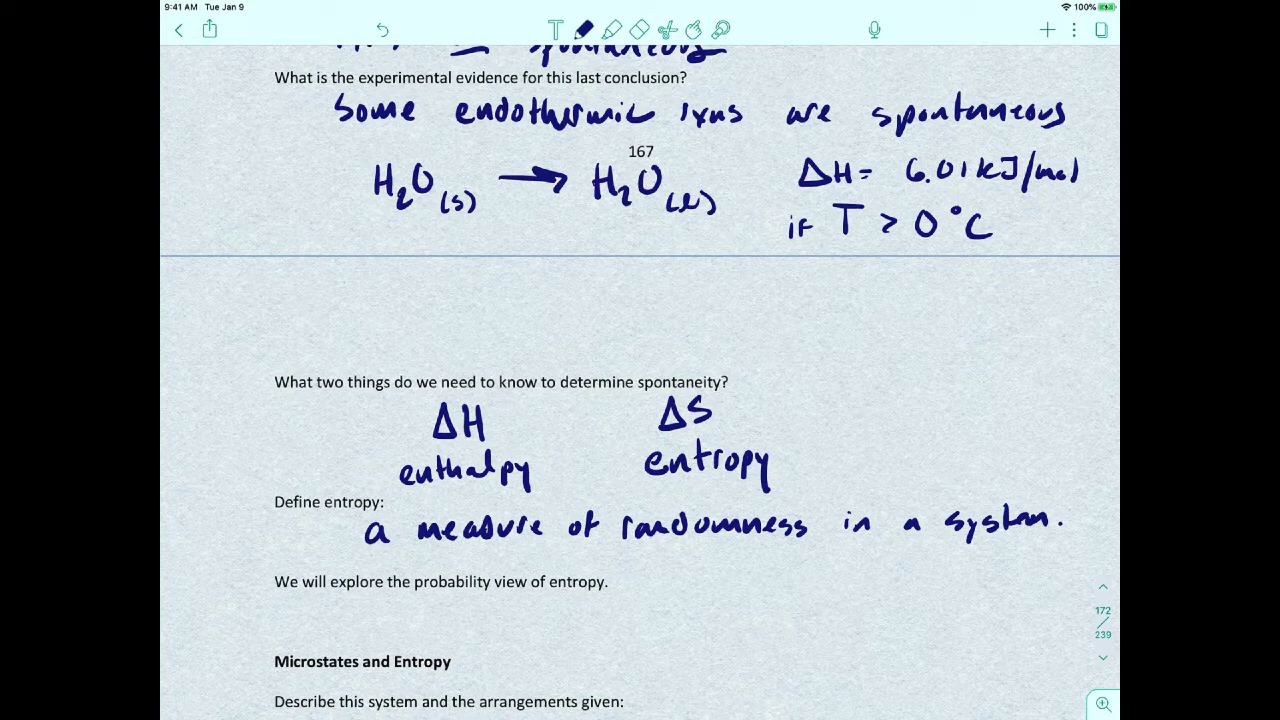 9:41 AM Tue Jan 9
100%
spontaneous
What is the experimental evidence for this last conclusion?
Some endothermic rxns are spontaneous
167
H₂O(s) → H₂O(l) ΔH = 6.01 kJ/mol
if T > 0 °C
What two things do we need to know to determine spontaneity?
ΔH ΔS
enthalpy entropy
Define entropy:
a measure of randomness in a system.
We will explore the probability view of entropy.
172
/
239
Microstates and Entropy
Describe this system and the arrangements given: